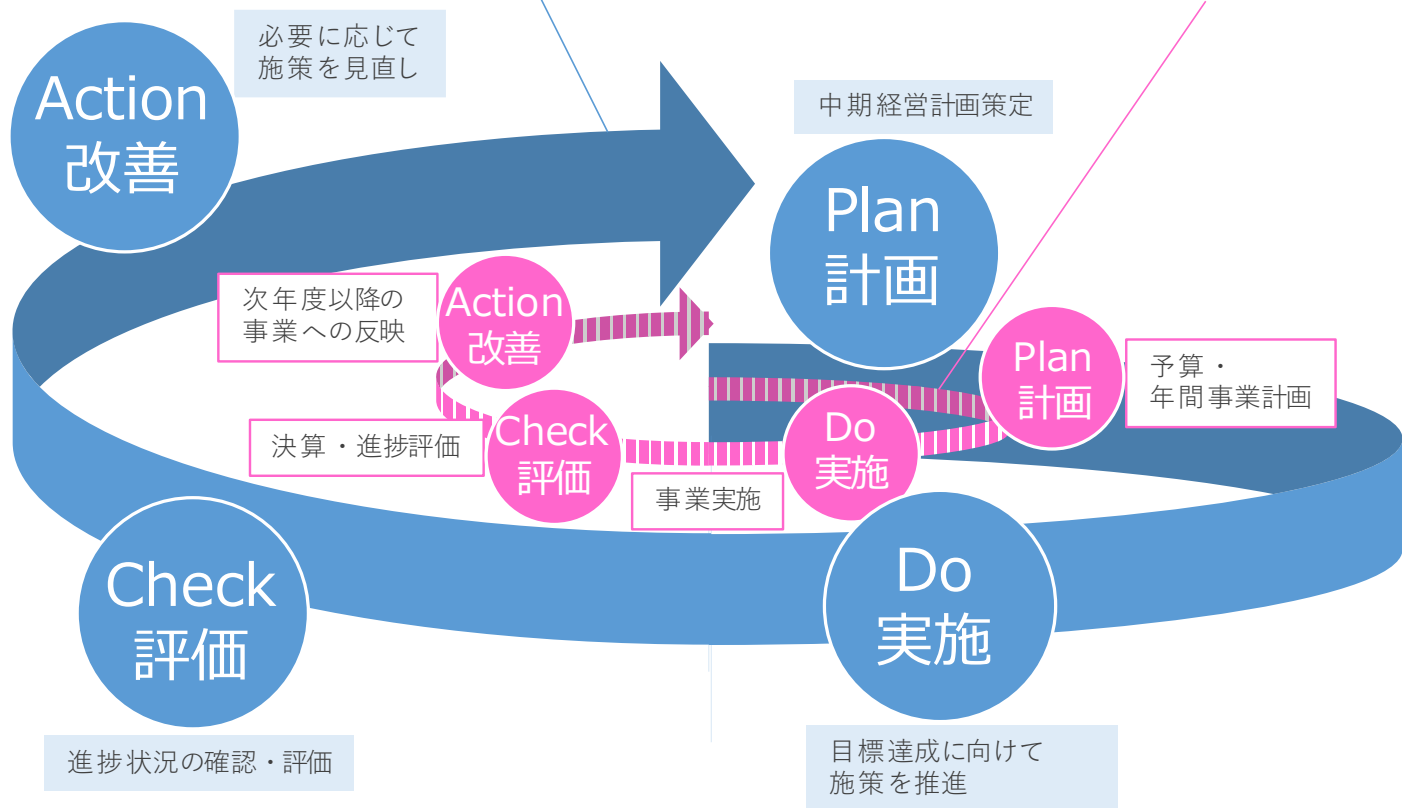 必要に応じて
施策を見直し
Action
改善
中期経営計画策定
Plan
計画
次年度以降の
事業への反映
Action
改善
Plan
計画
予算・
年間事業計画
決算・進捗評価
Check
評価
Do
実施
事業実施
Check
評価
Do
実施
進捗状況の確認・評価
目標達成に向けて
施策を推進